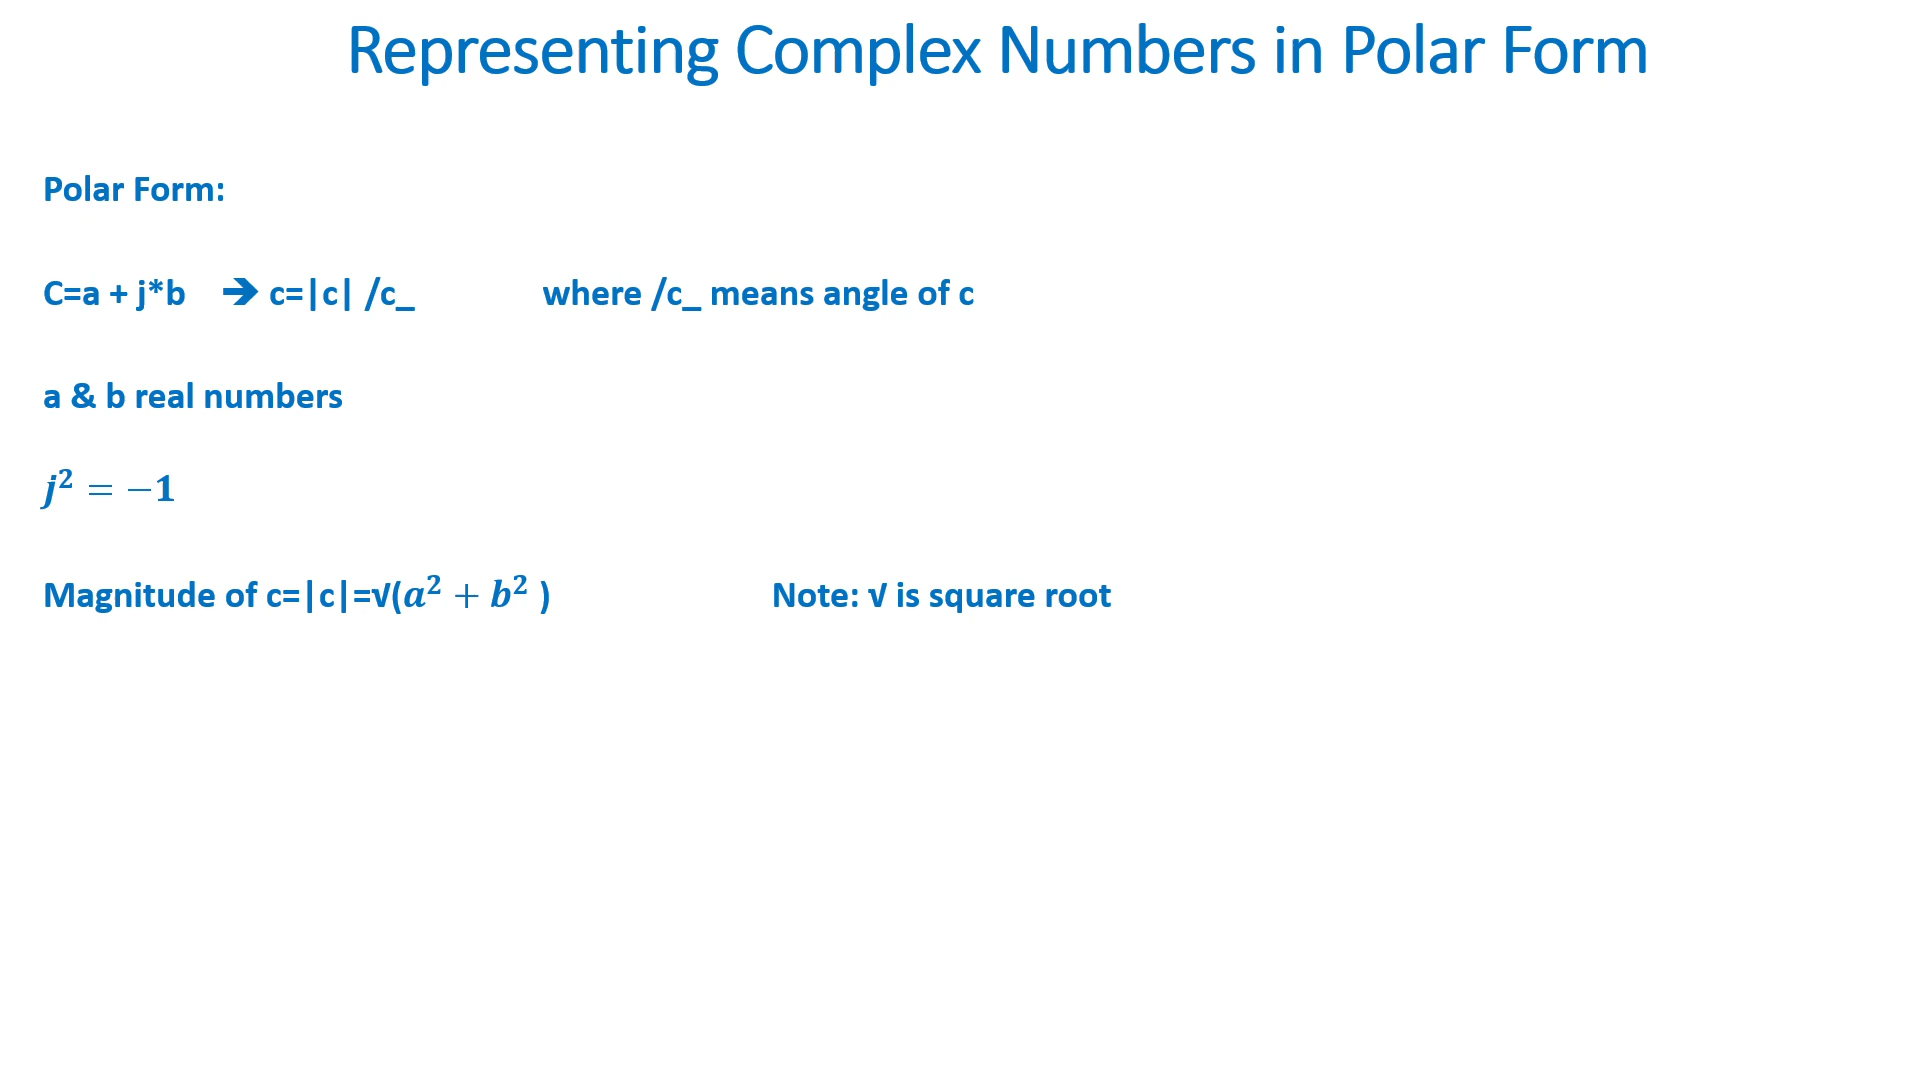 Representing Complex Numbers in Polar Form
Polar Form:
C=a + j*b 🡺 c=|c| /c_ where /c_ means angle of c
a & b real numbers
j² = −1
Magnitude of c=|c|=√(a² + b² ) Note: √ is square root